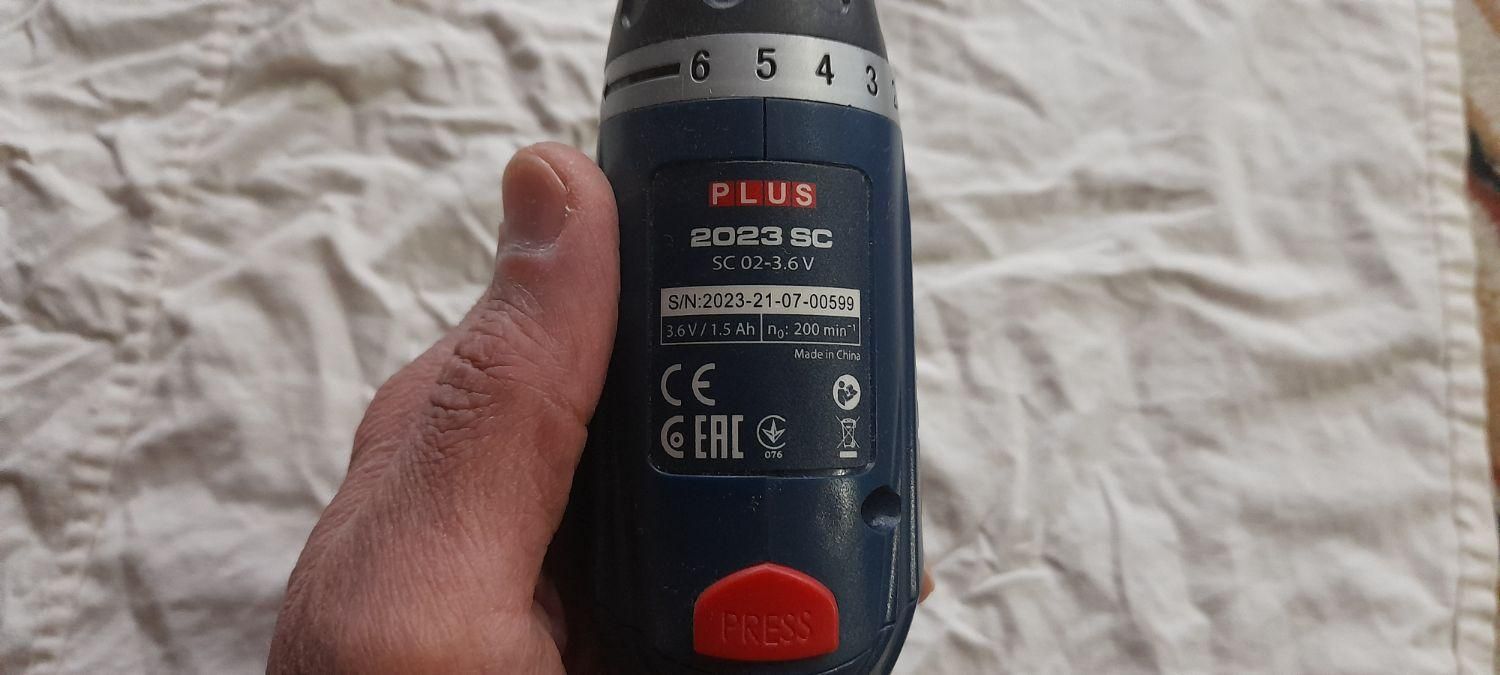 6 5 4 3
PLUS
2023 SC
SC 02-3.6 V
S/N:2023-21-07-00599
3.6 V / 1.5 Ah n₀: 200 min⁻¹
Made in China
CE
EAC
076
PRESS